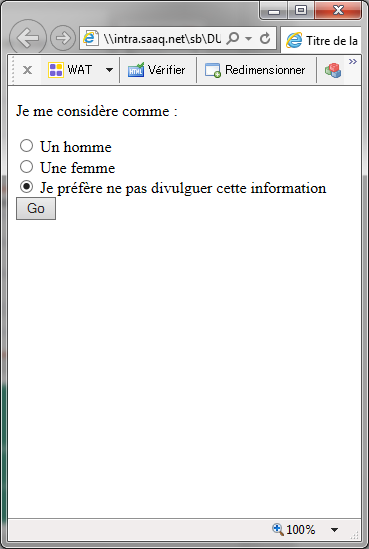 \\intra.saaq.net\sb\DU
Titre de la
x WAT Vérifier Redimensionner »
Je me considère comme :
Un homme
Une femme
Je préfère ne pas divulguer cette information
Go
100%